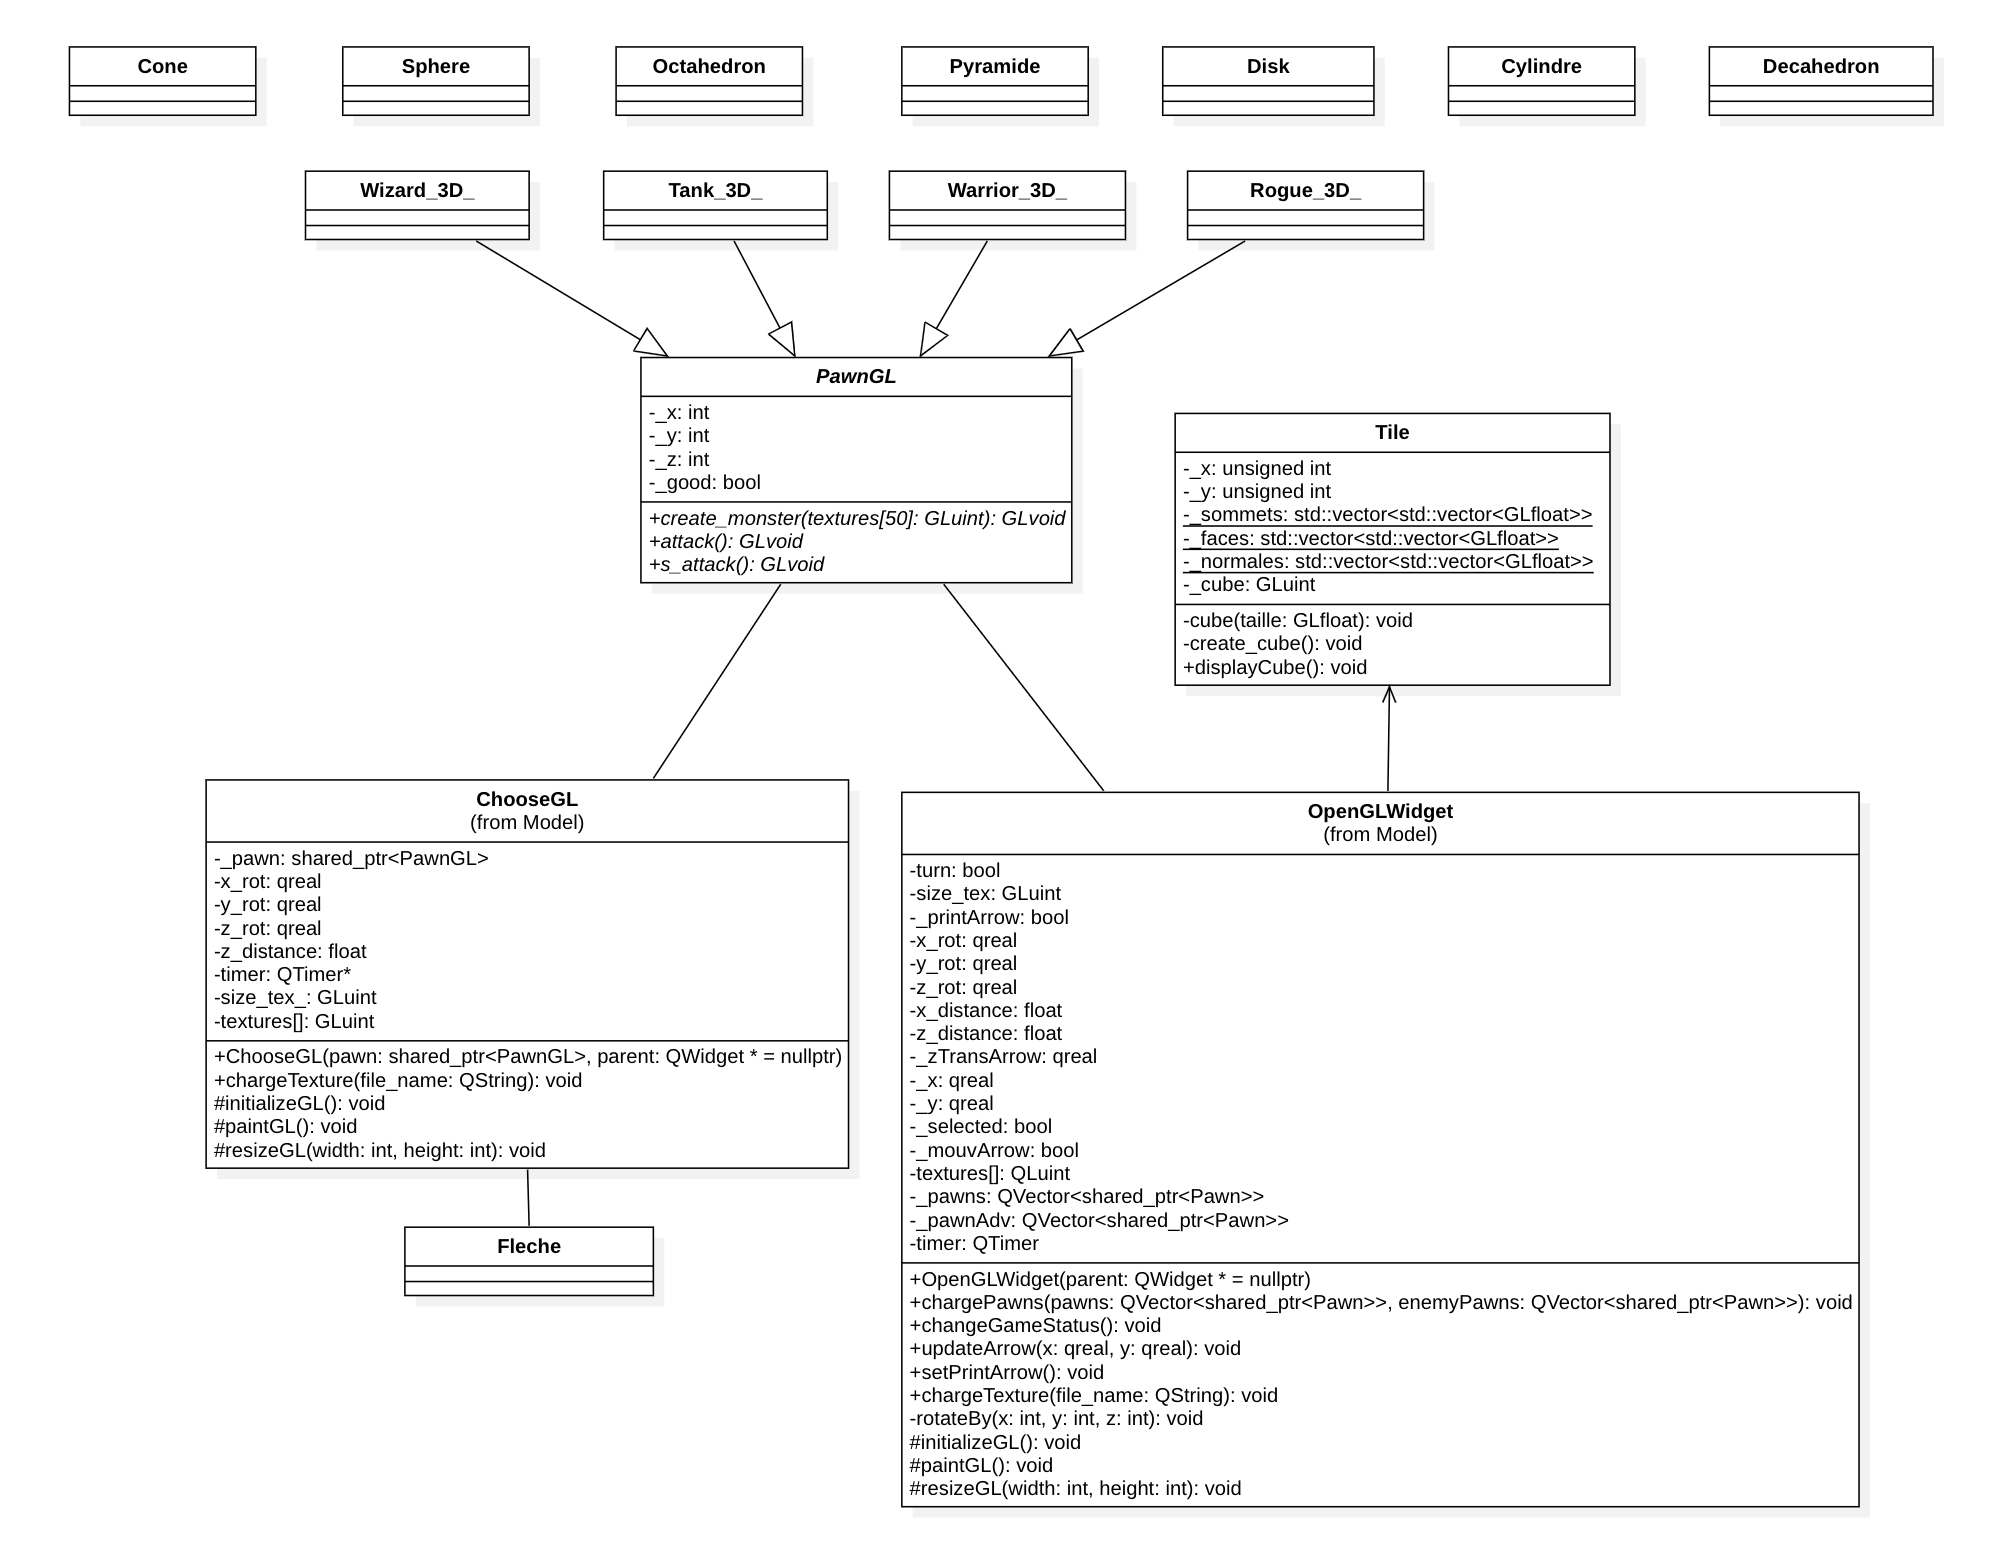 Cone
Sphere
Octahedron
Pyramide
Disk
Cylindre
Decahedron
Wizard_3D_
Tank_3D_
Warrior_3D_
Rogue_3D_
PawnGL
-_x: int
-_y: int
-_z: int
-_good: bool
+create_monster(textures[50]: GLuint): GLvoid
+attack(): GLvoid
+s_attack(): GLvoid
Tile
-_x: unsigned int
-_y: unsigned int
-_sommets: std::vector<std::vector<GLfloat>>
-_faces: std::vector<std::vector<GLfloat>>
-_normales: std::vector<std::vector<GLfloat>>
-_cube: GLuint
-cube(taille: GLfloat): void
-create_cube(): void
+displayCube(): void
ChooseGL
(from Model)
-_pawn: shared_ptr<PawnGL>
-x_rot: qreal
-y_rot: qreal
-z_rot: qreal
-z_distance: float
-timer: QTimer*
-size_tex_: GLuint
-textures[]: GLuint
+ChooseGL(pawn: shared_ptr<PawnGL>, parent: QWidget * = nullptr)
+chargeTexture(file_name: QString): void
#initializeGL(): void
#paintGL(): void
#resizeGL(width: int, height: int): void
Fleche
OpenGLWidget
(from Model)
-turn: bool
-size_tex: GLuint
-_printArrow: bool
-x_rot: qreal
-y_rot: qreal
-z_rot: qreal
-x_distance: float
-z_distance: float
-_zTransArrow: qreal
-_x: qreal
-_y: qreal
-_selected: bool
-_mouvArrow: bool
-textures[]: QLuint
-_pawns: QVector<shared_ptr<Pawn>>
-_pawnAdv: QVector<shared_ptr<Pawn>>
-timer: QTimer
+OpenGLWidget(parent: QWidget * = nullptr)
+chargePawns(pawns: QVector<shared_ptr<Pawn>>, enemyPawns: QVector<shared_ptr<Pawn>>): void
+changeGameStatus(): void
+updateArrow(x: qreal, y: qreal): void
+setPrintArrow(): void
+chargeTexture(file_name: QString): void
-rotateBy(x: int, y: int, z: int): void
#initializeGL(): void
#paintGL(): void
#resizeGL(width: int, height: int): void